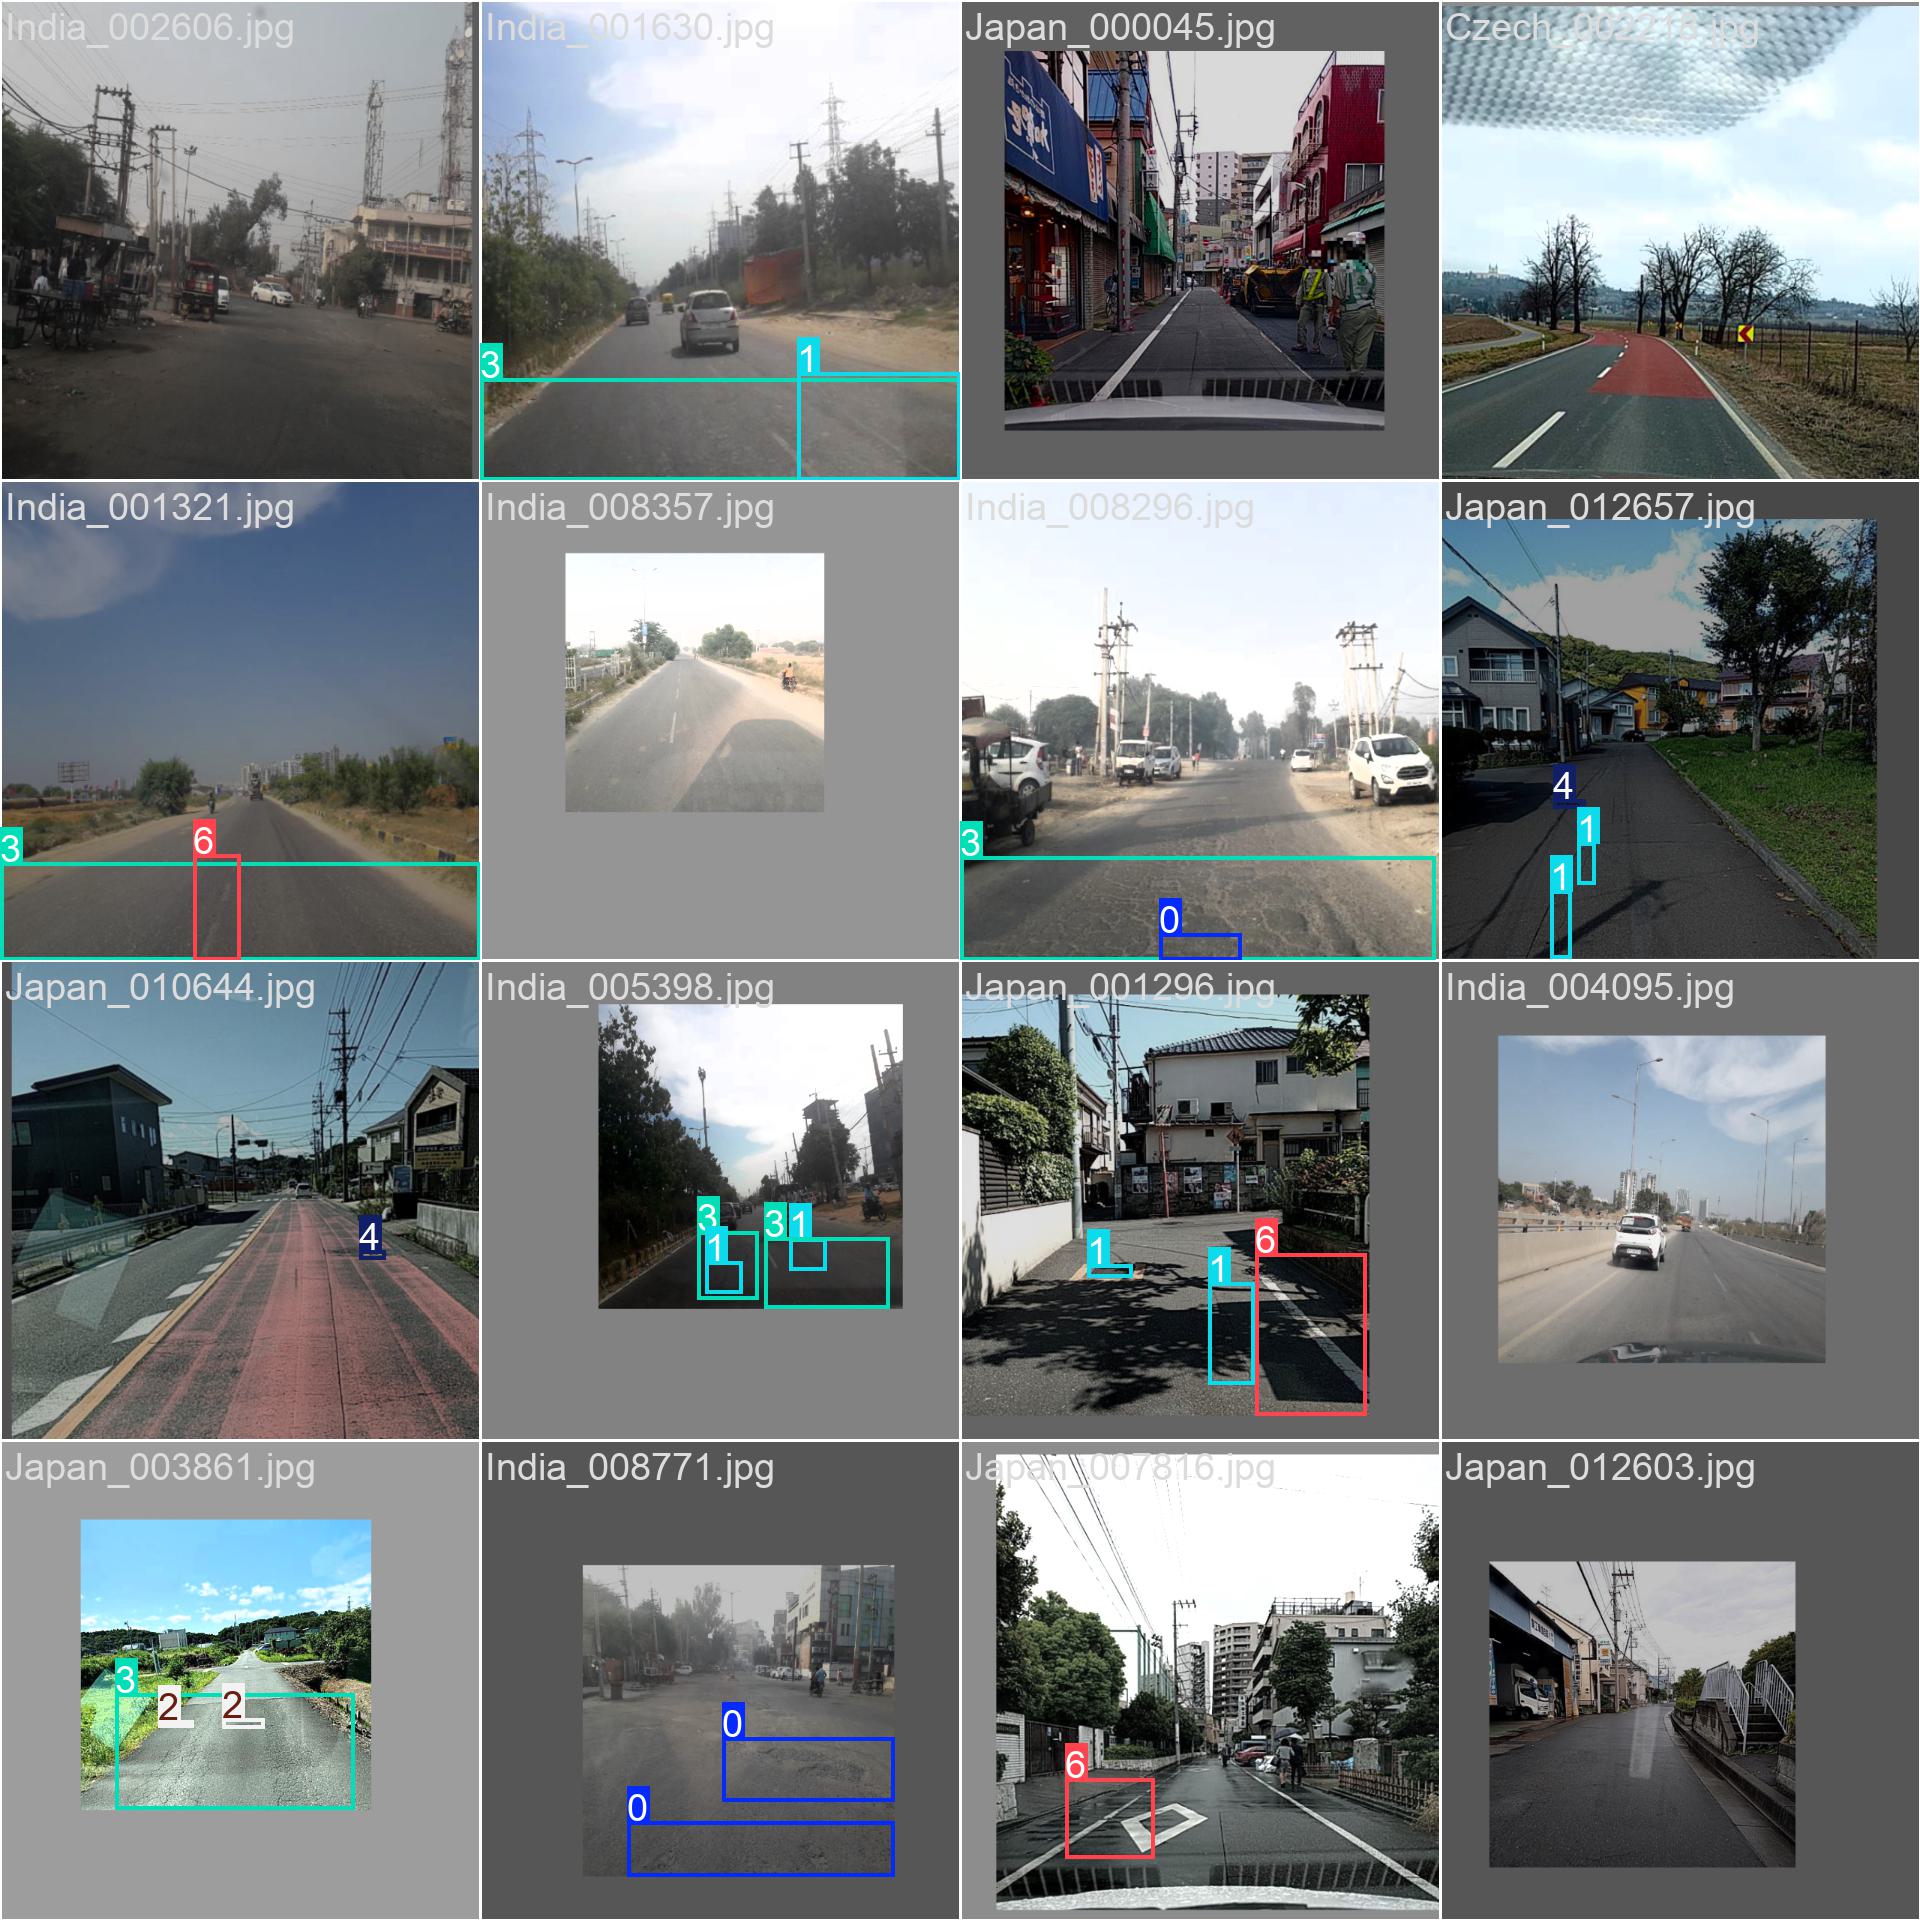 India_002606.jpg
India_001630.jpg
Japan_000045.jpg
Czech_002218.jpg
3
1
India_001321.jpg
India_008357.jpg
India_008296.jpg
Japan_012657.jpg
3
6
3
0
4
1
1
Japan_010644.jpg
India_005398.jpg
Japan_001296.jpg
India_004095.jpg
4
3
1
3
1
1
1
6
Japan_003861.jpg
India_008771.jpg
Japan_007816.jpg
Japan_012603.jpg
3
2
2
0
0
6